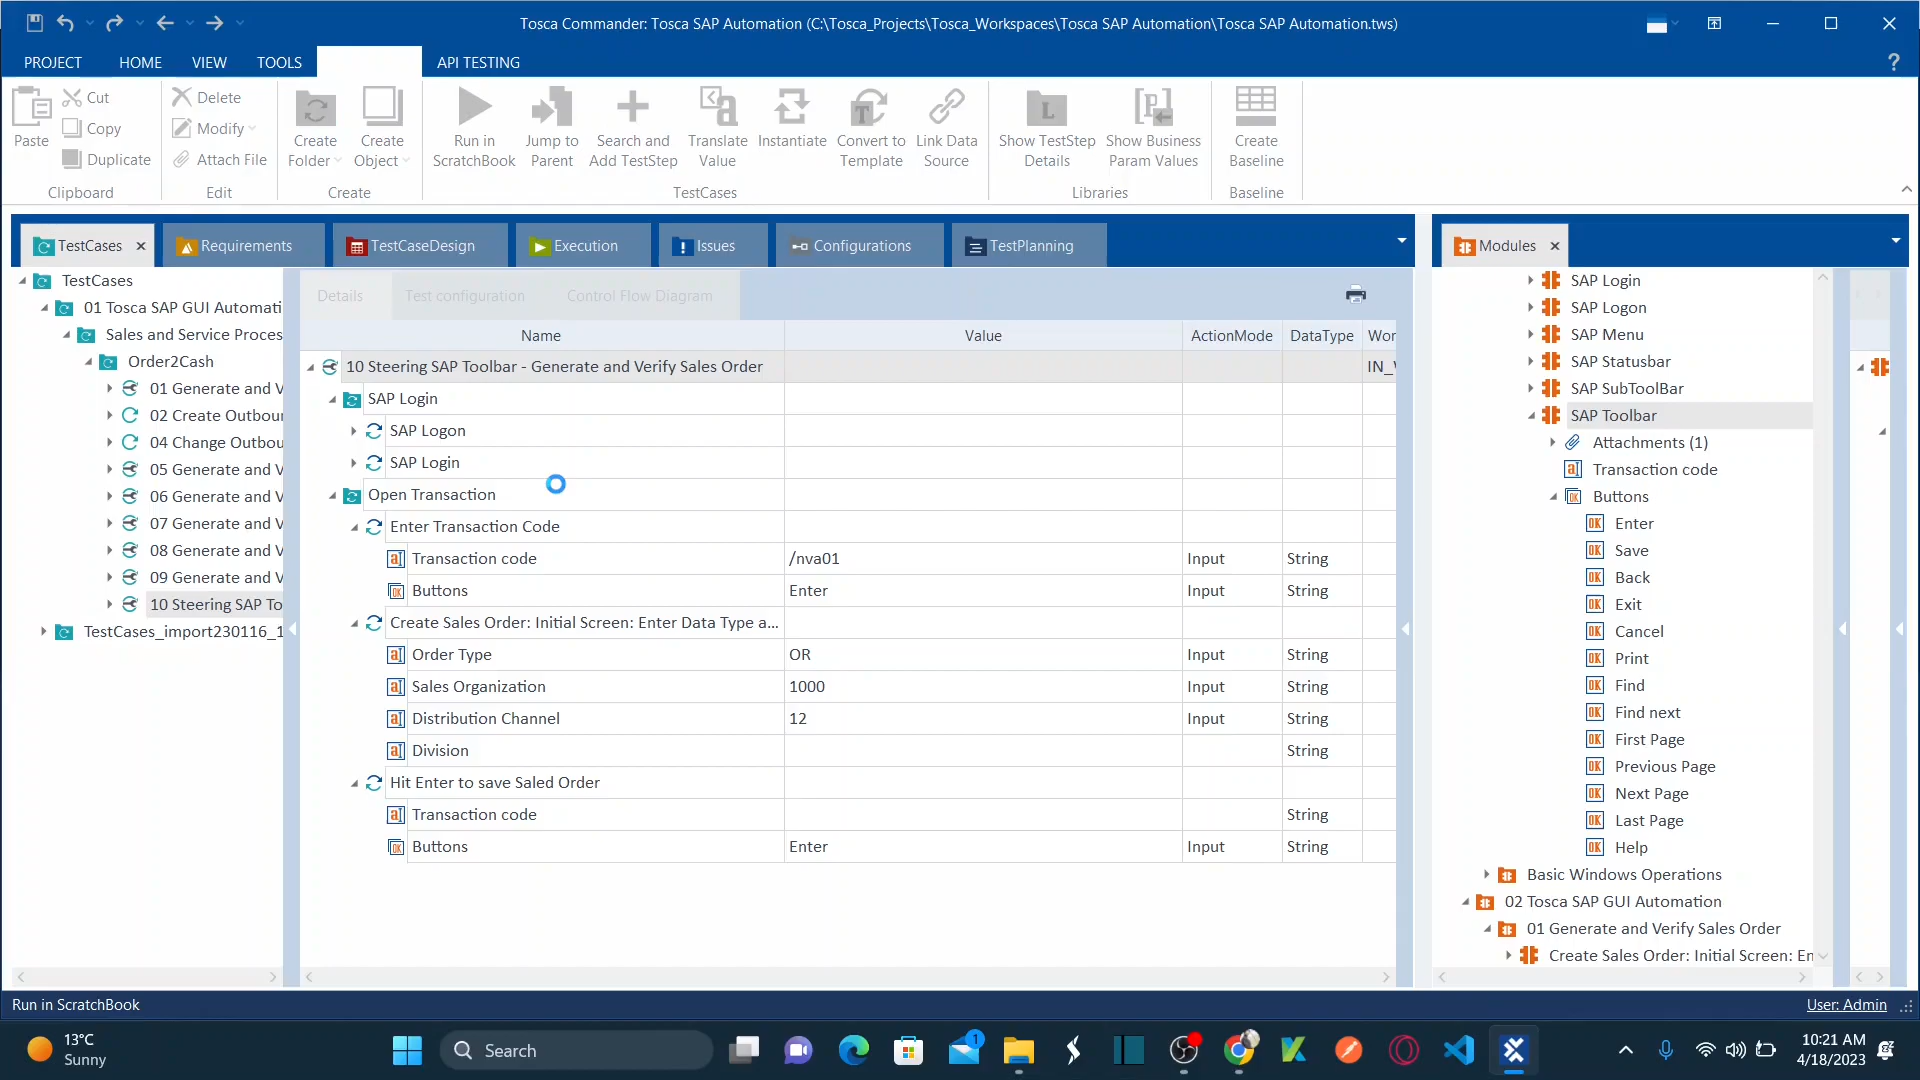 Tosca Commander: Tosca SAP Automation (C:\Tosca_Projects\Tosca_Workspaces\Tosca SAP Automation\Tosca SAP Automation.tws)
PROJECT HOME VIEW TOOLS API TESTING ?
Paste
Cut
Copy
Duplicate
Clipboard
Delete
Modify
Attach File
Edit
Create
Folder
Create
Object
Create
Run in
ScratchBook
Jump to
Parent
Search and
Add TestStep
Translate
Value
Instantiate
Convert to
Template
Link Data
Source
TestCases
Show TestStep
Details
Show Business
Param Values
Libraries
Create
Baseline
Baseline
TestCases
Requirements
TestCaseDesign
Execution
Issues
Configurations
TestPlanning
Modules
TestCases
01 Tosca SAP GUI Automati
Sales and Service Proces
Order2Cash
01 Generate and V
02 Create Outbou
04 Change Outbou
05 Generate and V
06 Generate and V
07 Generate and V
08 Generate and V
09 Generate and V
10 Steering SAP To
TestCases_import230116_1
Details Test configuration Control Flow Diagram
Name Value ActionMode DataType Wor
10 Steering SAP Toolbar - Generate and Verify Sales Order IN_
SAP Login
SAP Logon
SAP Login
Open Transaction
Enter Transaction Code
Transaction code /nva01 Input String
Buttons Enter Input String
Create Sales Order: Initial Screen: Enter Data Type a...
Order Type OR Input String
Sales Organization 1000 Input String
Distribution Channel 12 Input String
Division String
Hit Enter to save Saled Order
Transaction code String
Buttons Enter Input String
SAP Login
SAP Logon
SAP Menu
SAP Statusbar
SAP SubToolBar
SAP Toolbar
Attachments (1)
Transaction code
Buttons
Enter
Save
Back
Exit
Cancel
Print
Find
Find next
First Page
Previous Page
Next Page
Last Page
Help
Basic Windows Operations
02 Tosca SAP GUI Automation
01 Generate and Verify Sales Order
Create Sales Order: Initial Screen: En
Run in ScratchBook
User: Admin
13°C
Sunny
Search
1
10:21 AM
4/18/2023